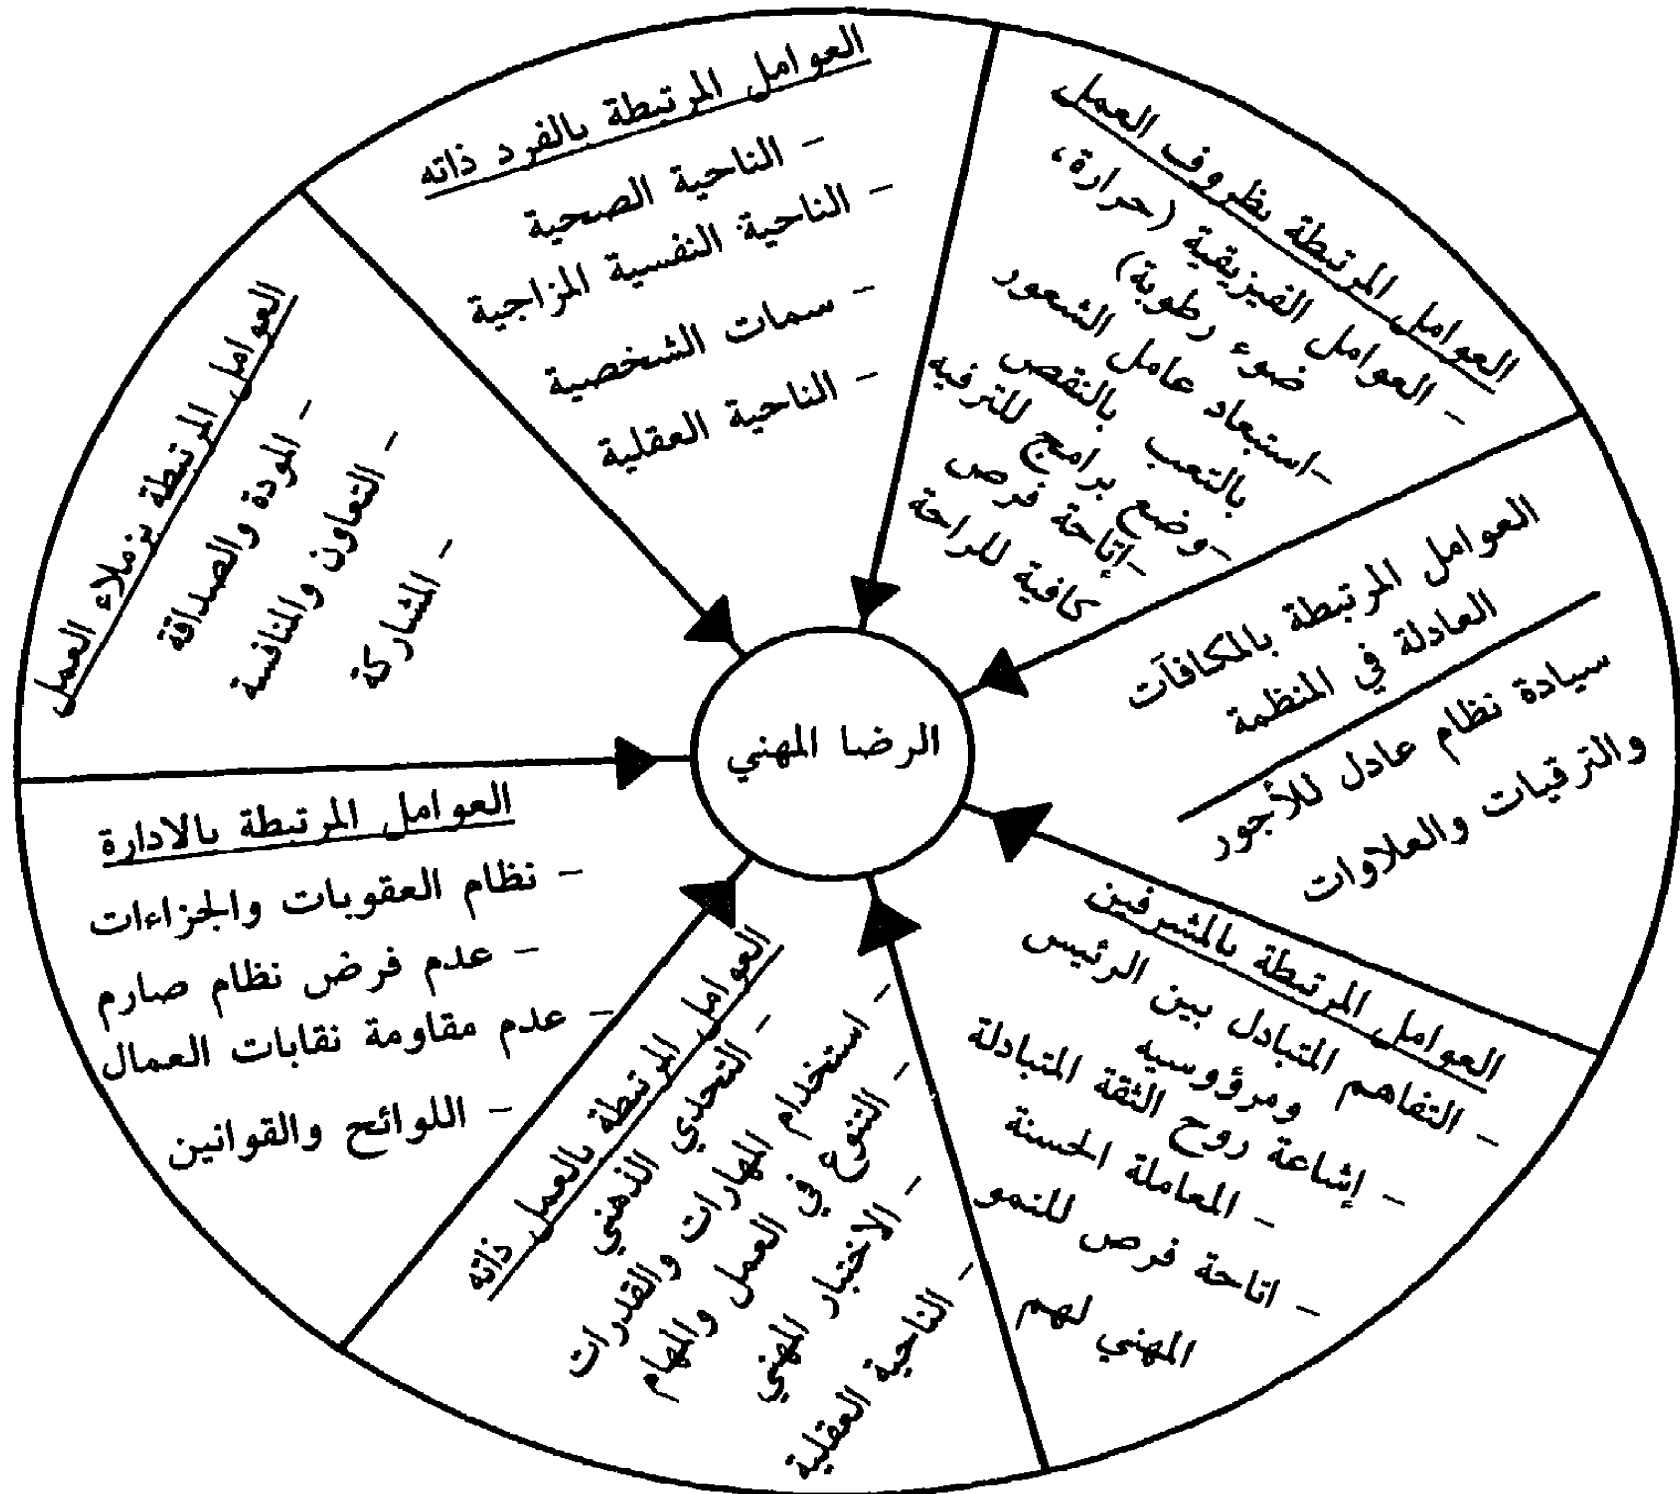 العوامل المرتبطة بظروف العمل
- العوامل الفيزيقية (حرارة،
ضوء رطوبة)
-استبعاد عامل الشعور
بالتعب بالنقص
-وضع برامج للترفيه
-إتاحة فرص
كافية للراحة
العوامل المرتبطة بالمكافآت
العادلة في المنظمة
سيادة نظام عادل للأجور
والترقيات والعلاوات
العوامل المرتبطة بالمشرفين
- التفاهم المتبادل بين الرئيس
ومرؤوسيه
- إشاعة روح الثقة المتبادلة
- المعاملة الحسنة
- اتاحة فرص للنمو
المهني لهم
العوامل المرتبطة بالعمل ذاته
- التحدي الذهني
- استخدام المهارات والقدرات
- التنوع في العمل والمهام
- الاختبار المهني
- الناحية العقلية
العوامل المرتبطة بالادارة
- نظام العقوبات والجزاءات
- عدم فرض نظام صارم
- عدم مقاومة نقابات العمال
- اللوائح والقوانين
العوامل المرتبطة بزملاء العمل
- المودة والصداقة
- التعاون والمنافسة
- المشاركة
العوامل المرتبطة بالفرد ذاته
- الناحية الصحية
- الناحية النفسية المزاجية
- سمات الشخصية
- الناحية العقلية
الرضا المهني